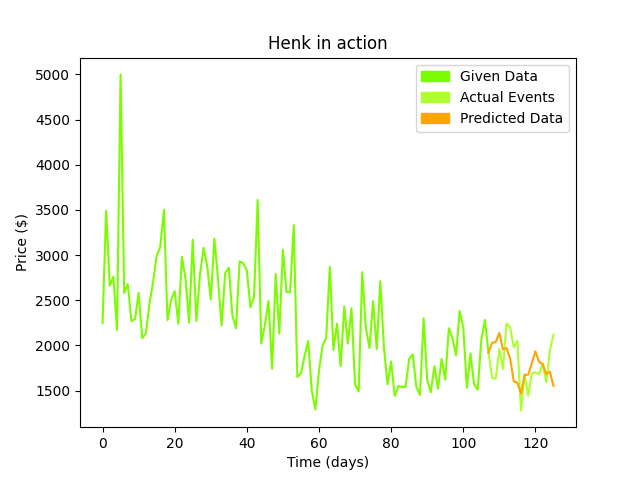 Henk in action
Given Data
Actual Events
Predicted Data
Price ($)
5000
4500
4000
3500
3000
2500
2000
1500
0 20 40 60 80 100 120
Time (days)